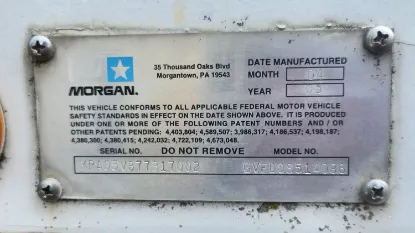 35 Thousand Oaks Blvd
Morgantown, PA 19543
MORGAN.
DATE MANUFACTURED
MONTH
YEAR
THIS VEHICLE CONFORMS TO ALL APPLICABLE FEDERAL MOTOR VEHICLE
SAFETY STANDARDS IN EFFECT ON THE DATE SHOWN ABOVE. IT IS PRODUCED
UNDER ONE OR MORE OF THE FOLLOWING PATENT NUMBERS AND / OR
OTHER PATENTS PENDING: 4,403,804; 4,589,507; 3,986,317; 4,186,537; 4,198,187;
4,386,300; 4,380,415; 4,242,032; 4,722,109; 4,673,048.
SERIAL NO. DO NOT REMOVE MODEL NO.